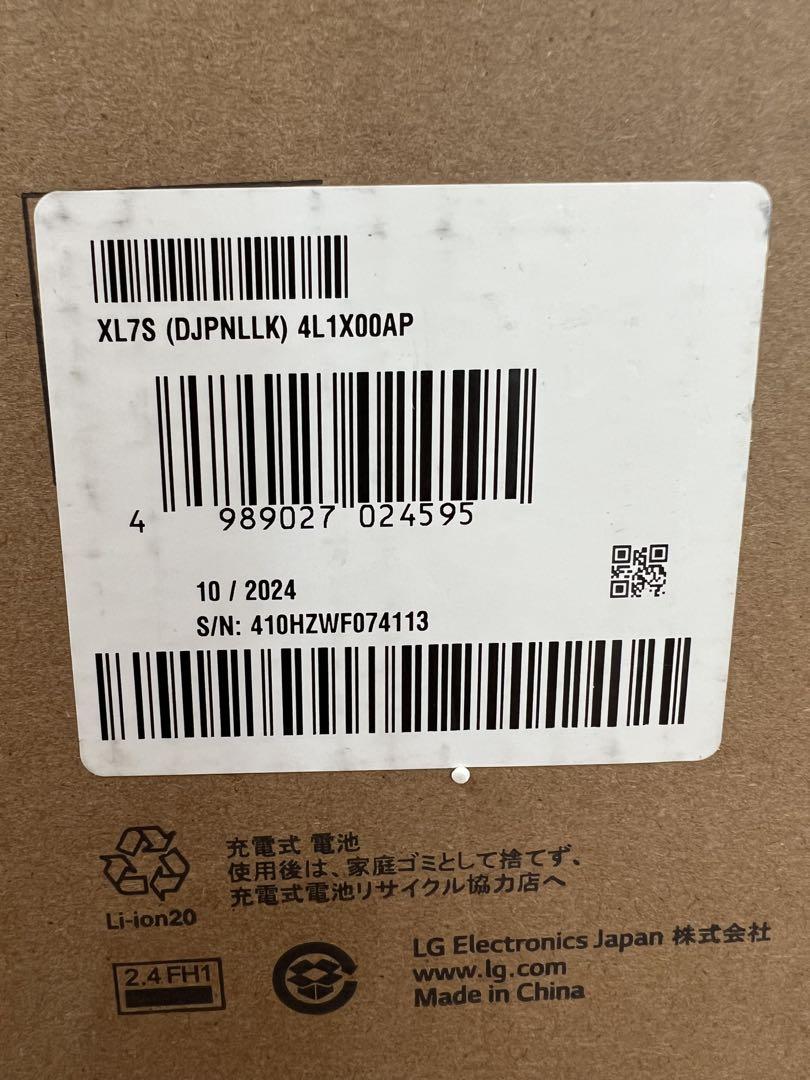 XL7S (DJPNLLK) 4L1X00AP
4 989027 024595
10 / 2024
S/N: 410HZWF074113
充電式 電池
使用後は、家庭ゴミとして捨てず、
充電式電池リサイクル協力店へ
Li-ion20
2.4 FH1
LG Electronics Japan 株式会社
www.lg.com
Made in China